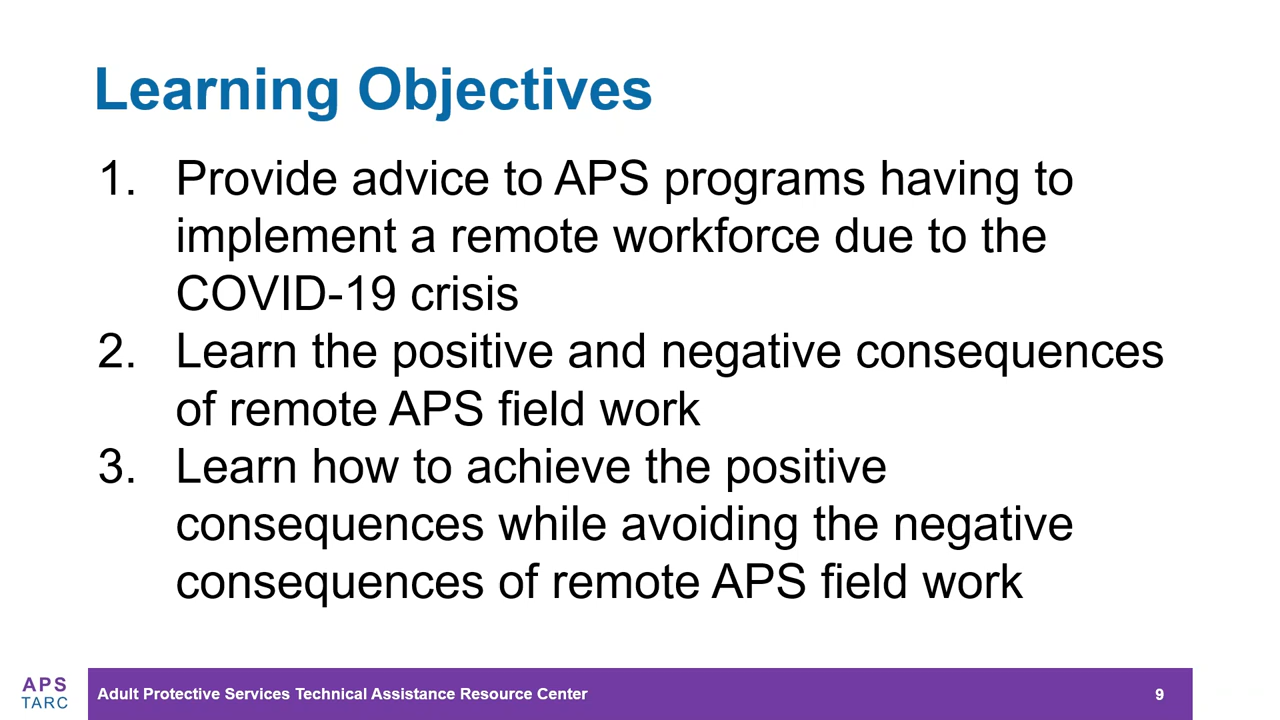 Learning Objectives
1. Provide advice to APS programs having to
implement a remote workforce due to the
COVID-19 crisis
2. Learn the positive and negative consequences
of remote APS field work
3. Learn how to achieve the positive
consequences while avoiding the negative
consequences of remote APS field work
APS
TARC
Adult Protective Services Technical Assistance Resource Center
9